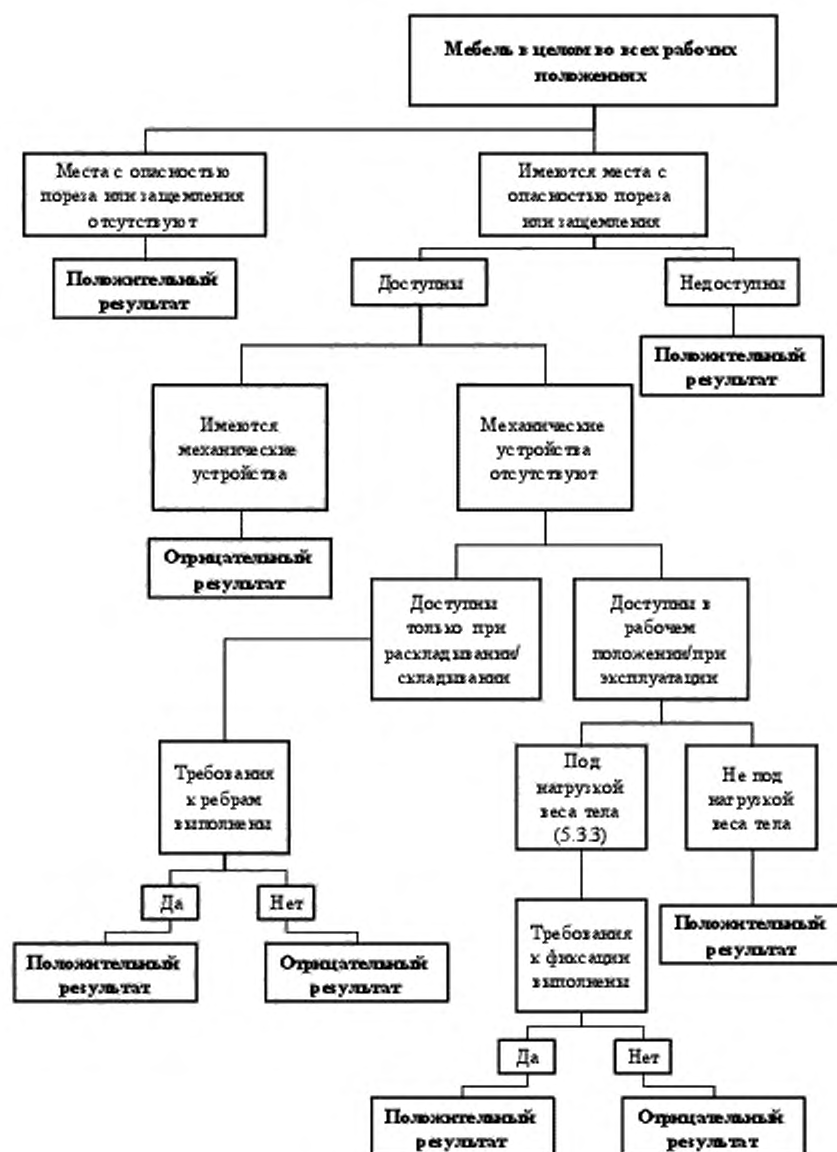 Мебель в целом во всех рабочих
положениях
Места с опасностью
пореза или защемления
отсутствуют
Имеются места с
опасностью пореза
или защемления
Положительный
результат
Доступны
Недоступны
Положительный
результат
Имеются
механические
устройства
Механические
устройства
отсутствуют
Отрицательный
результат
Доступны
только при
раскладывании/
складывании
Доступны в
рабочем
положении/при
эксплуатации
Требования
к ребрам
выполнены
Под
нагрузкой
веса тела
(5.3.3)
Не под
нагрузкой
веса тела
Да
Нет
Положительный
результат
Отрицательный
результат
Требования
к фиксации
выполнены
Положительный
результат
Да
Нет
Положительный
результат
Отрицательный
результат